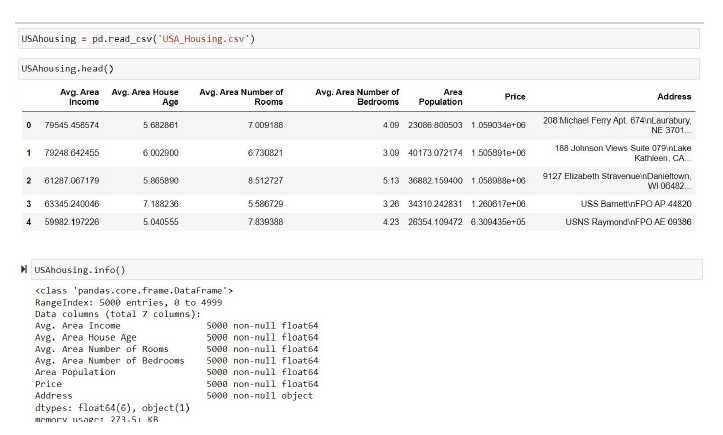 USAhousing = pd.read_csv('USA_Housing.csv')
USAhousing.head()
Avg. Area Income Avg. Area House Age Avg. Area Number of Rooms Avg. Area Number of Bedrooms Area Population Price Address
0 79545.458574 5.682861 7.009188 4.09 23086.800503 1.059034e+06 208 Michael Ferry Apt. 674\nLaurabury, NE 3701...
1 79248.642455 6.002900 6.730821 3.09 40173.072174 1.505891e+06 188 Johnson Views Suite 079\nLake Kathleen, CA...
2 61287.067179 5.865890 8.512727 5.13 36882.159400 1.058988e+06 9127 Elizabeth Stravenue\nDanieltown, WI 06482...
3 63345.240046 7.188236 5.586729 3.26 34310.242831 1.260617e+06 USS Barnett\nFPO AP 44820
4 59982.197226 5.040555 7.839388 4.23 26354.109472 6.309435e+05 USNS Raymond\nFPO AE 09386
USAhousing.info()
<class 'pandas.core.frame.DataFrame'>
RangeIndex: 5000 entries, 0 to 4999
Data columns (total 7 columns):
Avg. Area Income 5000 non-null float64
Avg. Area House Age 5000 non-null float64
Avg. Area Number of Rooms 5000 non-null float64
Avg. Area Number of Bedrooms 5000 non-null float64
Area Population 5000 non-null float64
Price 5000 non-null float64
Address 5000 non-null object
dtypes: float64(6), object(1)
memory usage: 273.5+ KB